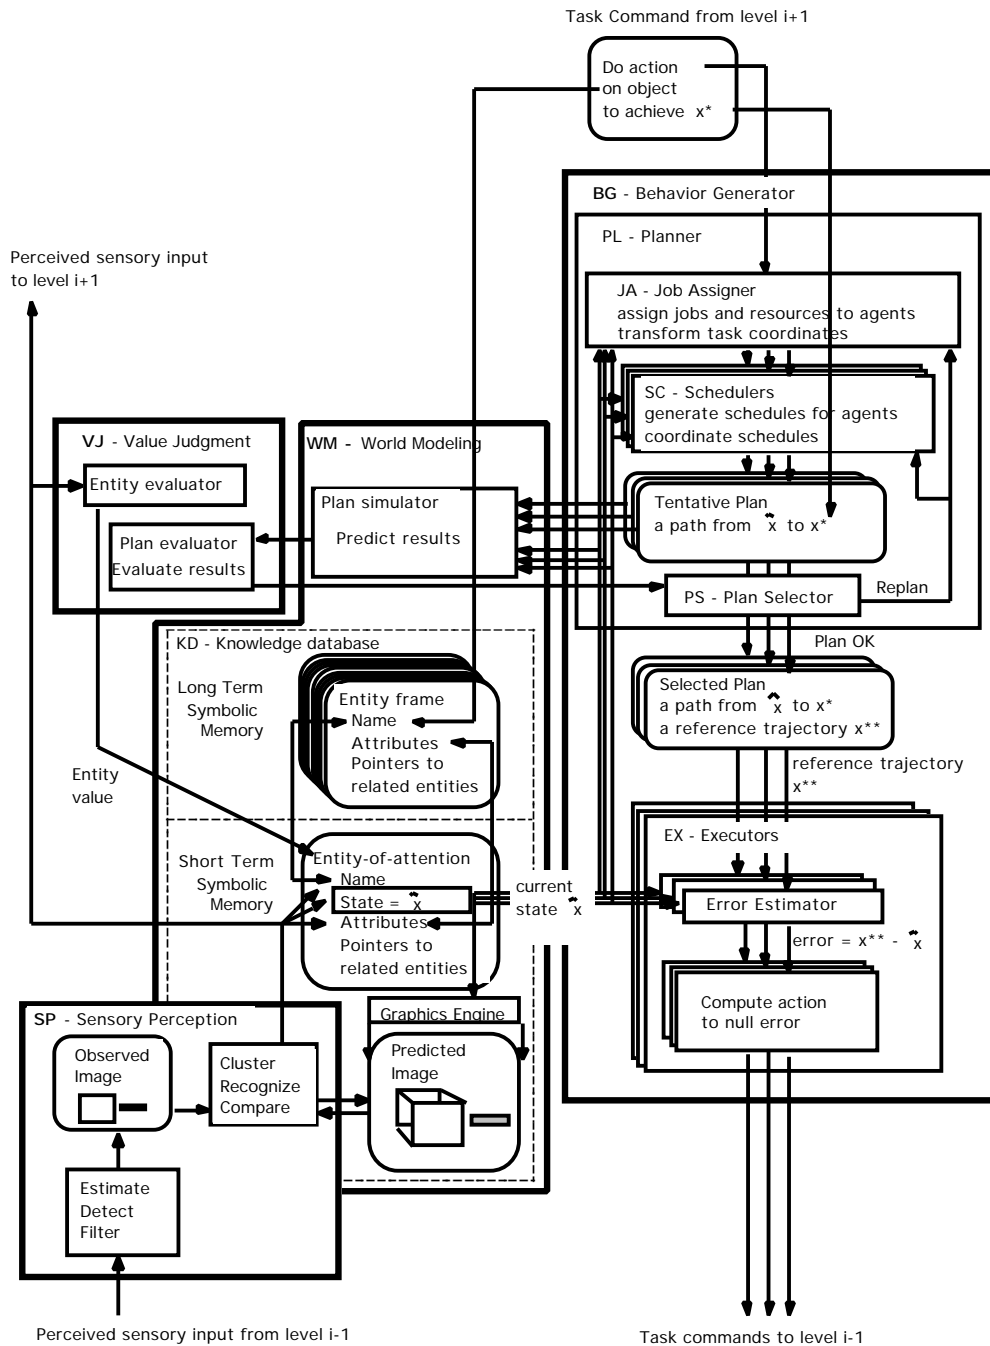 Task Command from level i+1
Do action
on object
to achieve x*
BG - Behavior Generator
PL - Planner
Perceived sensory input
to level i+1
JA - Job Assigner
assign jobs and resources to agents
transform task coordinates
SC - Schedulers
generate schedules for agents
coordinate schedules
VJ - Value Judgment
WM - World Modeling
Entity evaluator
Plan simulator
Predict results
Tentative Plan
a path from x̂ to x*
Plan evaluator
Evaluate results
PS - Plan Selector
Replan
Plan OK
KD - Knowledge database
Long Term
Symbolic
Memory
Entity frame
Name
Attributes
Pointers to
related entities
Selected Plan
a path from x̂ to x*
a reference trajectory x**
reference trajectory
x**
Entity
value
EX - Executors
Short Term
Symbolic
Memory
Entity-of-attention
Name
State = x̂
Attributes
Pointers to
related entities
current
state x̂
Error Estimator
error = x** - x̂
Compute action
to null error
SP - Sensory Perception
Observed
Image
Cluster
Recognize
Compare
Graphics Engine
Predicted
Image
Estimate
Detect
Filter
Perceived sensory input from level i-1
Task commands to level i-1